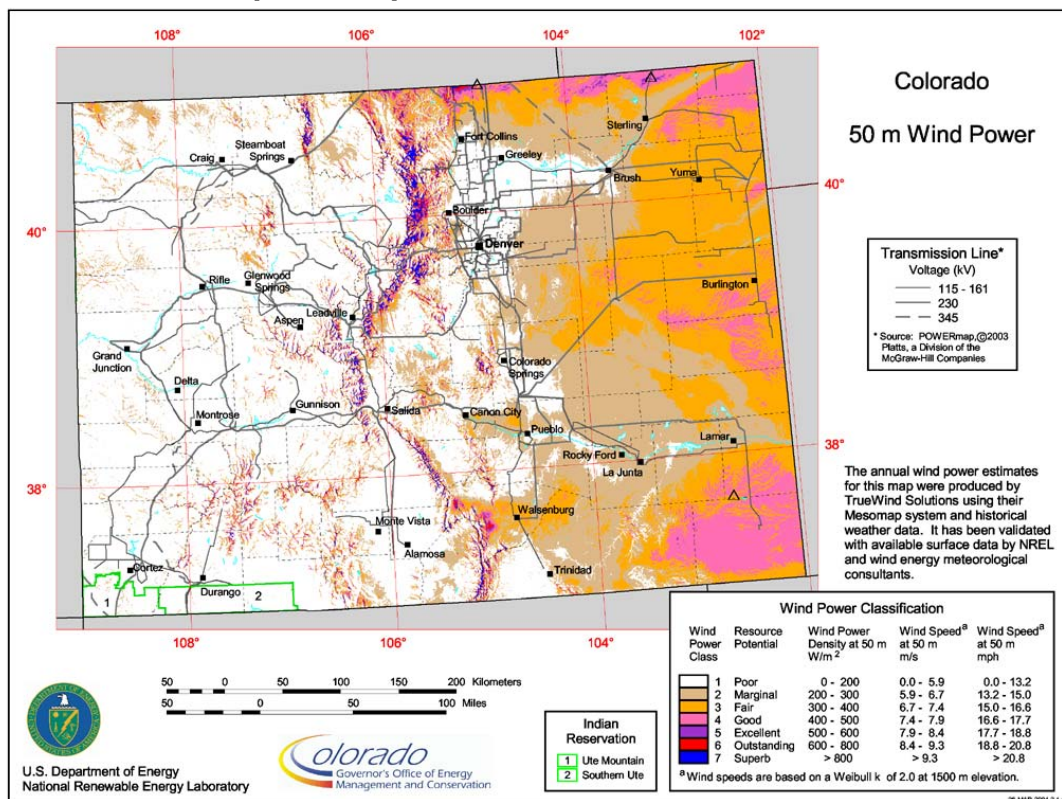 108°
106°
104°
102°
Colorado
50 m Wind Power
Fort Collins
Sterling
Steamboat
Springs
Craig
Greeley
Brush
Yuma
40°
Boulder
40°
Denver
Transmission Line*
Voltage (kV)
115 - 161
230
345
* Source: POWERmap,©2003
Platts, a Division of the
McGraw-Hill Companies
Rifle
Glenwood
Springs
Burlington
Leadville
Aspen
Grand
Junction
Colorado
Springs
Delta
Gunnison
Salida
Canon City
Montrose
Pueblo
Lamar
38°
Rocky Ford
La Junta
The annual wind power estimates
for this map were produced by
TrueWind Solutions using their
Mesomap system and historical
weather data. It has been validated
with available surface data by NREL
and wind energy meteorological
consultants.
38°
Walsenburg
Monte Vista
Alamosa
Cortez
Trinidad
Durango
1
2
108°
106°
104°
Wind Power Classification
Wind Power Class Resource Potential Wind Power Density at 50 m W/m 2 Wind Speed a at 50 m m/s Wind Speed a at 50 m mph
1 Poor 0 - 200 0.0 - 5.9 0.0 - 13.2
2 Marginal 200 - 300 5.9 - 6.7 13.2 - 15.0
3 Fair 300 - 400 6.7 - 7.4 15.0 - 16.6
4 Good 400 - 500 7.4 - 7.9 16.6 - 17.7
5 Excellent 500 - 600 7.9 - 8.4 17.7 - 18.8
6 Outstanding 600 - 800 8.4 - 9.3 18.8 - 20.8
7 Superb > 800 > 9.3 > 20.8
a Wind speeds are based on a Weibull k of 2.0 at 1500 m elevation.
50 0 50 100 150 200 Kilometers
50 0 50 100 Miles
Indian
Reservation
1 Ute Mountain
2 Southern Ute
U.S. Department of Energy
National Renewable Energy Laboratory
Colorado
Governor's Office of Energy
Management and Conservation